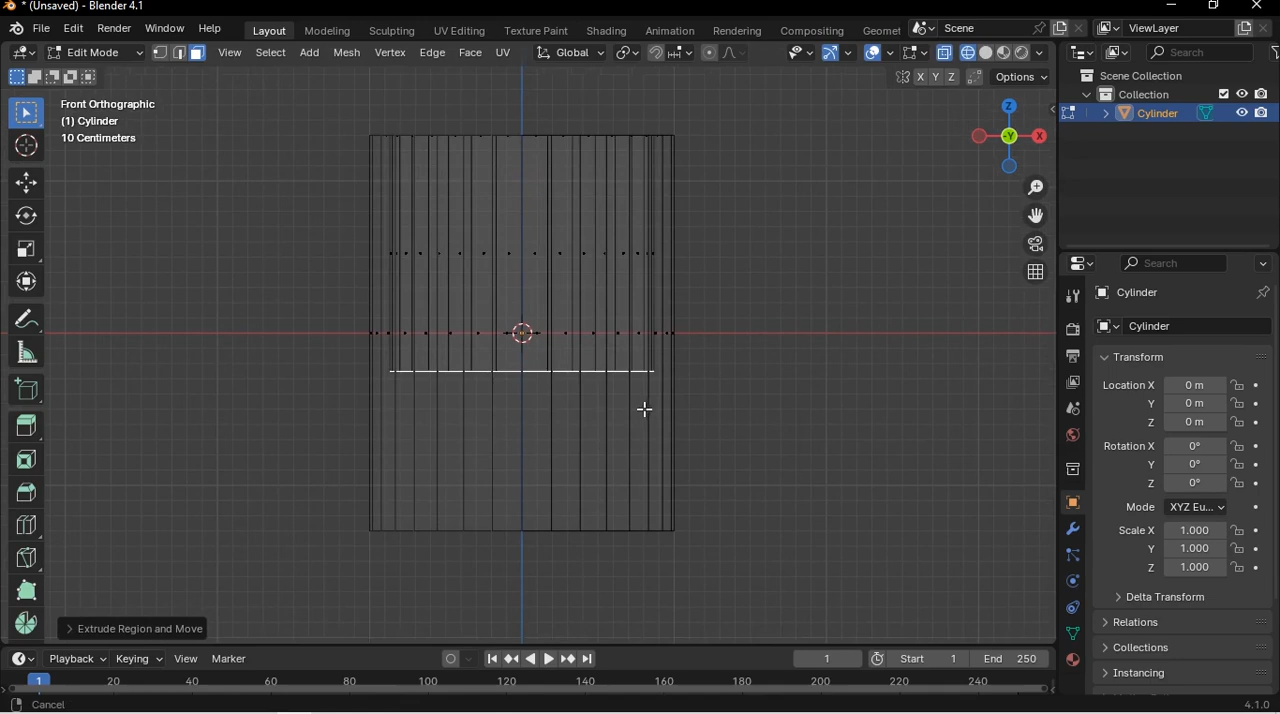 * (Unsaved) - Blender 4.1
File Edit Render Window Help Layout Modeling Sculpting UV Editing Texture Paint Shading Animation Rendering Compositing Geomet Scene ViewLayer
Edit Mode View Select Add Mesh Vertex Edge Face UV Global Search
X Y Z Options
Front Orthographic
(1) Cylinder
10 Centimeters
Z
-Y
X
Scene Collection
Collection
Cylinder
Search
Cylinder
Cylinder
Transform
Location X 0 m
Y 0 m
Z 0 m
Rotation X 0°
Y 0°
Z 0°
Mode XYZ Eu...
Scale X 1.000
Y 1.000
Z 1.000
Delta Transform
Relations
Collections
Instancing
Extrude Region and Move
Playback Keying View Marker 1 Start 1 End 250
1 20 40 60 80 100 120 140 160 180 200 220 240
Cancel 4.1.0